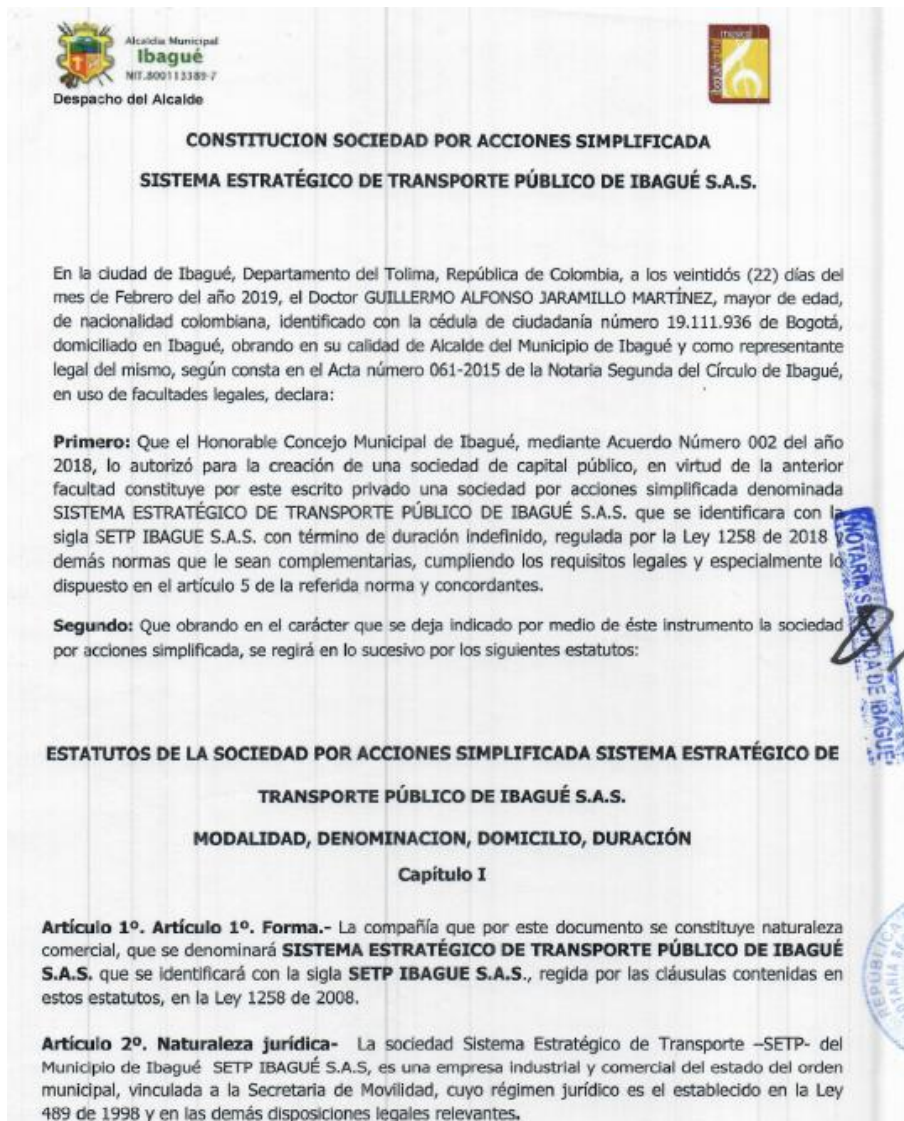 Alcaldía Municipal
Ibagué
NIT.800113389-7
Despacho del Alcalde
CONSTITUCION SOCIEDAD POR ACCIONES SIMPLIFICADA
SISTEMA ESTRATÉGICO DE TRANSPORTE PÚBLICO DE IBAGUÉ S.A.S.
En la ciudad de Ibagué, Departamento del Tolima, República de Colombia, a los veintidós (22) días del
mes de Febrero del año 2019, el Doctor GUILLERMO ALFONSO JARAMILLO MARTÍNEZ, mayor de edad,
de nacionalidad colombiana, identificado con la cédula de ciudadanía número 19.111.936 de Bogotá,
domiciliado en Ibagué, obrando en su calidad de Alcalde del Municipio de Ibagué y como representante
legal del mismo, según consta en el Acta número 061-2015 de la Notaria Segunda del Círculo de Ibagué,
en uso de facultades legales, declara:
Primero: Que el Honorable Concejo Municipal de Ibagué, mediante Acuerdo Número 002 del año
2018, lo autorizó para la creación de una sociedad de capital público, en virtud de la anterior
facultad constituye por este escrito privado una sociedad por acciones simplificada denominada
SISTEMA ESTRATÉGICO DE TRANSPORTE PÚBLICO DE IBAGUÉ S.A.S. que se identificara con la
sigla SETP IBAGUE S.A.S. con término de duración indefinido, regulada por la Ley 1258 de 2018
demás normas que le sean complementarias, cumpliendo los requisitos legales y especialmente lo
dispuesto en el artículo 5 de la referida norma y concordantes.
Segundo: Que obrando en el carácter que se deja indicado por medio de éste instrumento la sociedad
por acciones simplificada, se regirá en lo sucesivo por los siguientes estatutos:
NOTARIA SEGUNDA DE IBAGUE
ESTATUTOS DE LA SOCIEDAD POR ACCIONES SIMPLIFICADA SISTEMA ESTRATÉGICO DE
TRANSPORTE PÚBLICO DE IBAGUÉ S.A.S.
MODALIDAD, DENOMINACION, DOMICILIO, DURACIÓN
Capítulo I
Artículo 1º. Artículo 1º. Forma.- La compañía que por este documento se constituye naturaleza
comercial, que se denominará SISTEMA ESTRATÉGICO DE TRANSPORTE PÚBLICO DE IBAGUÉ
S.A.S. que se identificará con la sigla SETP IBAGUE S.A.S., regida por las cláusulas contenidas en
estos estatutos, en la Ley 1258 de 2008.
Artículo 2º. Naturaleza jurídica- La sociedad Sistema Estratégico de Transporte –SETP- del
Municipio de Ibagué SETP IBAGUÉ S.A.S, es una empresa industrial y comercial del estado del orden
municipal, vinculada a la Secretaria de Movilidad, cuyo régimen jurídico es el establecido en la Ley
489 de 1998 y en las demás disposiciones legales relevantes.